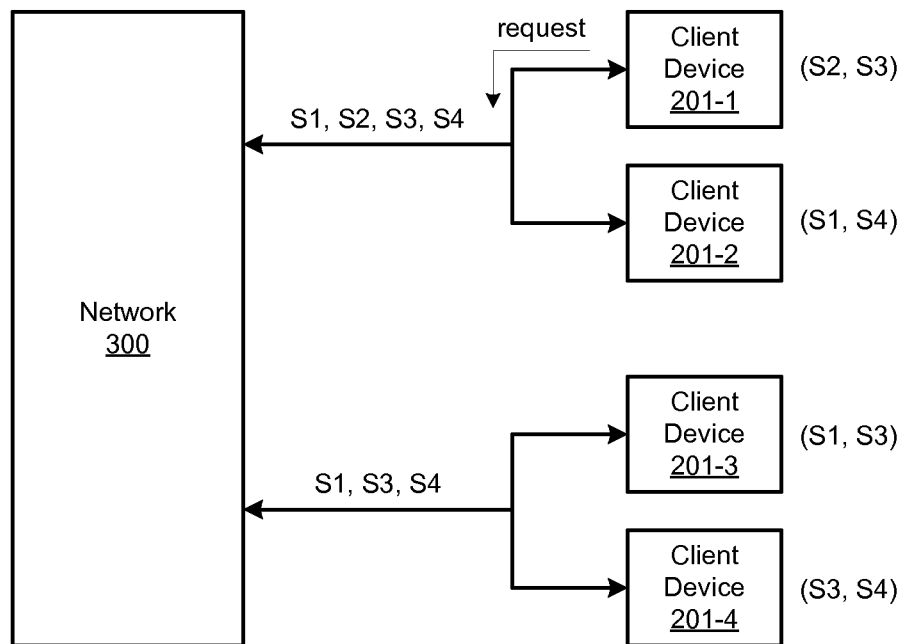 request
Client
Device
201-1
(S2, S3)
S1, S2, S3, S4
Client
Device
201-2
(S1, S4)
Network
300
Client
Device
201-3
(S1, S3)
S1, S3, S4
Client
Device
201-4
(S3, S4)